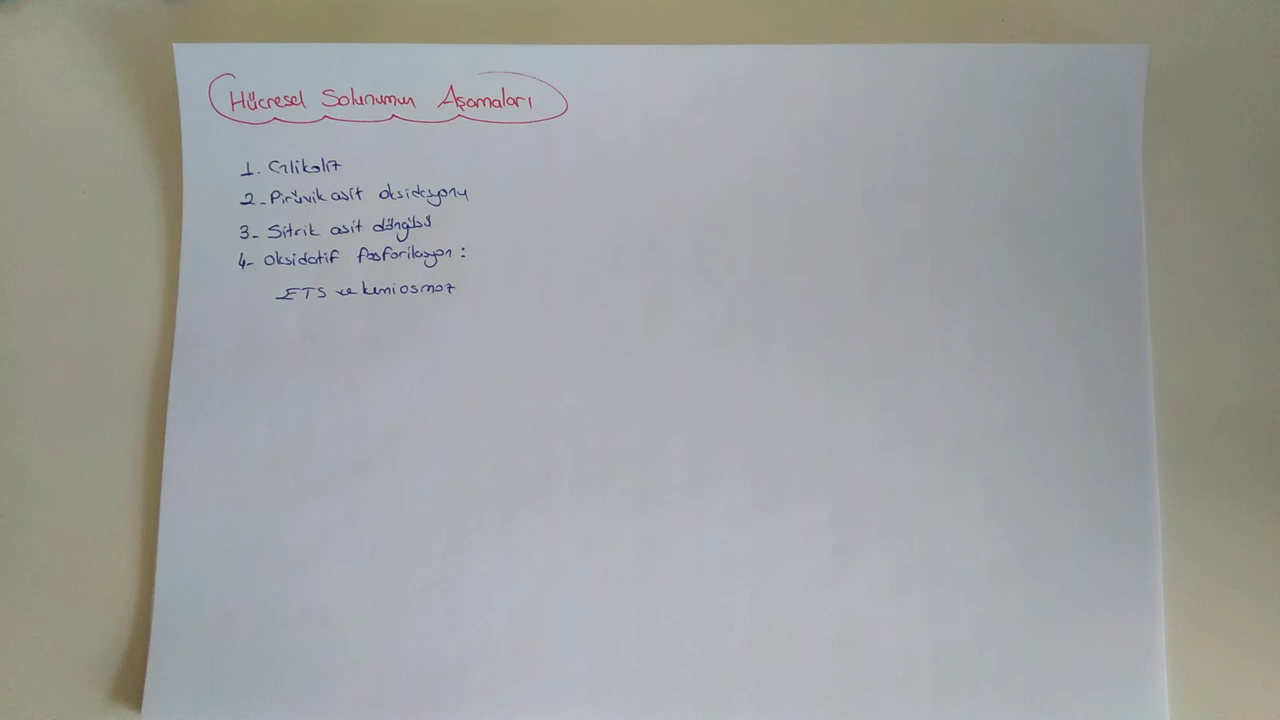 Hücresel Solunumun Aşamaları
1. Glikoliz
2- Pirüvik asit oksidasyonu
3- Sitrik asit döngüsü
4- Oksidatif fosforilasyon :
ETS ve kemiosmoz